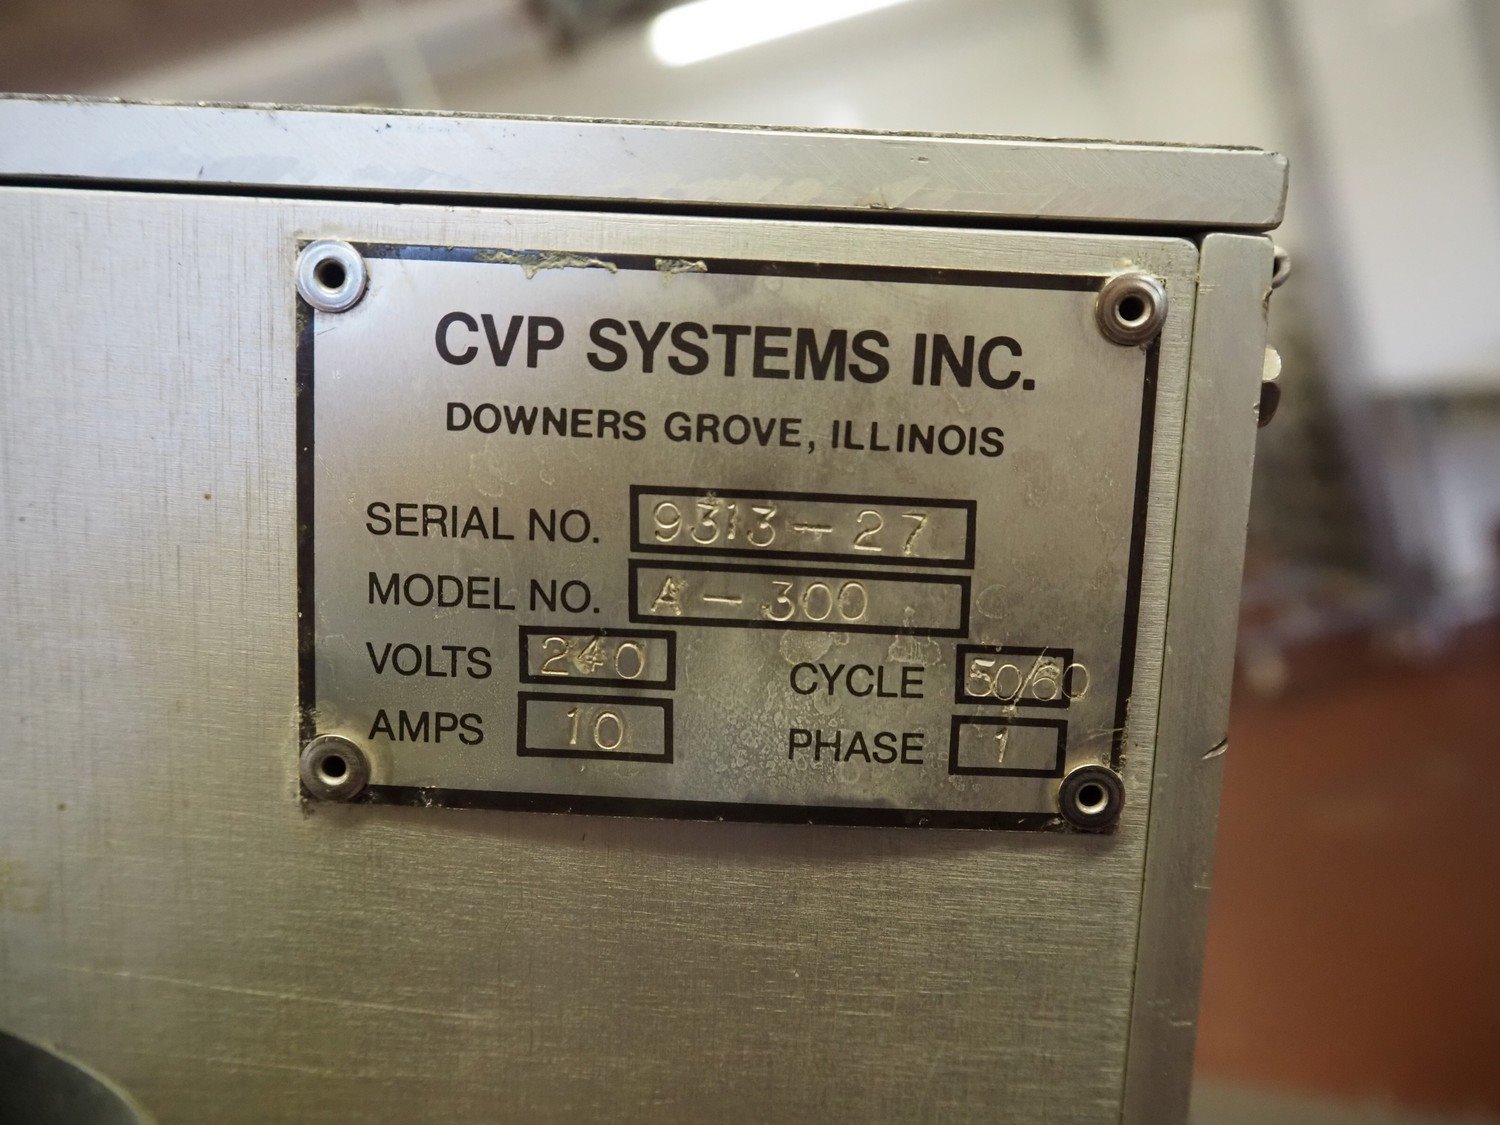 CVP SYSTEMS INC.
DOWNERS GROVE, ILLINOIS
SERIAL NO. 9313-27
MODEL NO. A-300
VOLTS 240 CYCLE 50/60
AMPS 10 PHASE 1